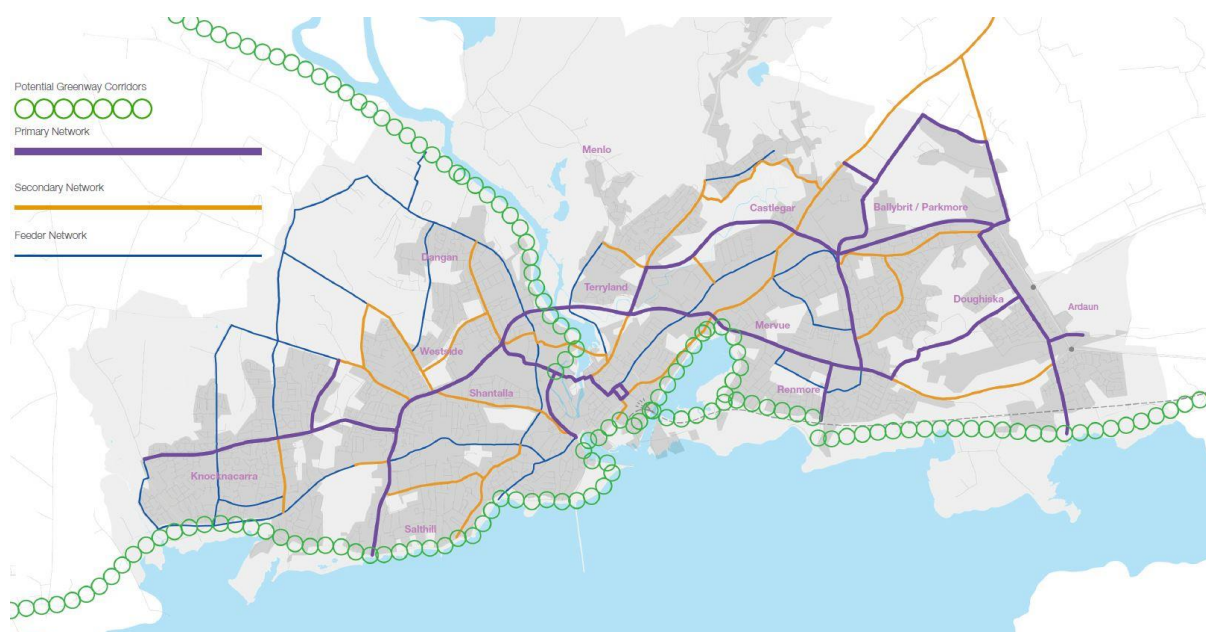 Potential Greenway Corridors
Primary Network
Secondary Network
Feeder Network
Menlo
Castlegar
Ballybrit / Parkmore
Dangan
Terryland
Doughiska
Ardaun
Mervue
Westside
Shantalla
Renmore
Knocknacarra
Salthill